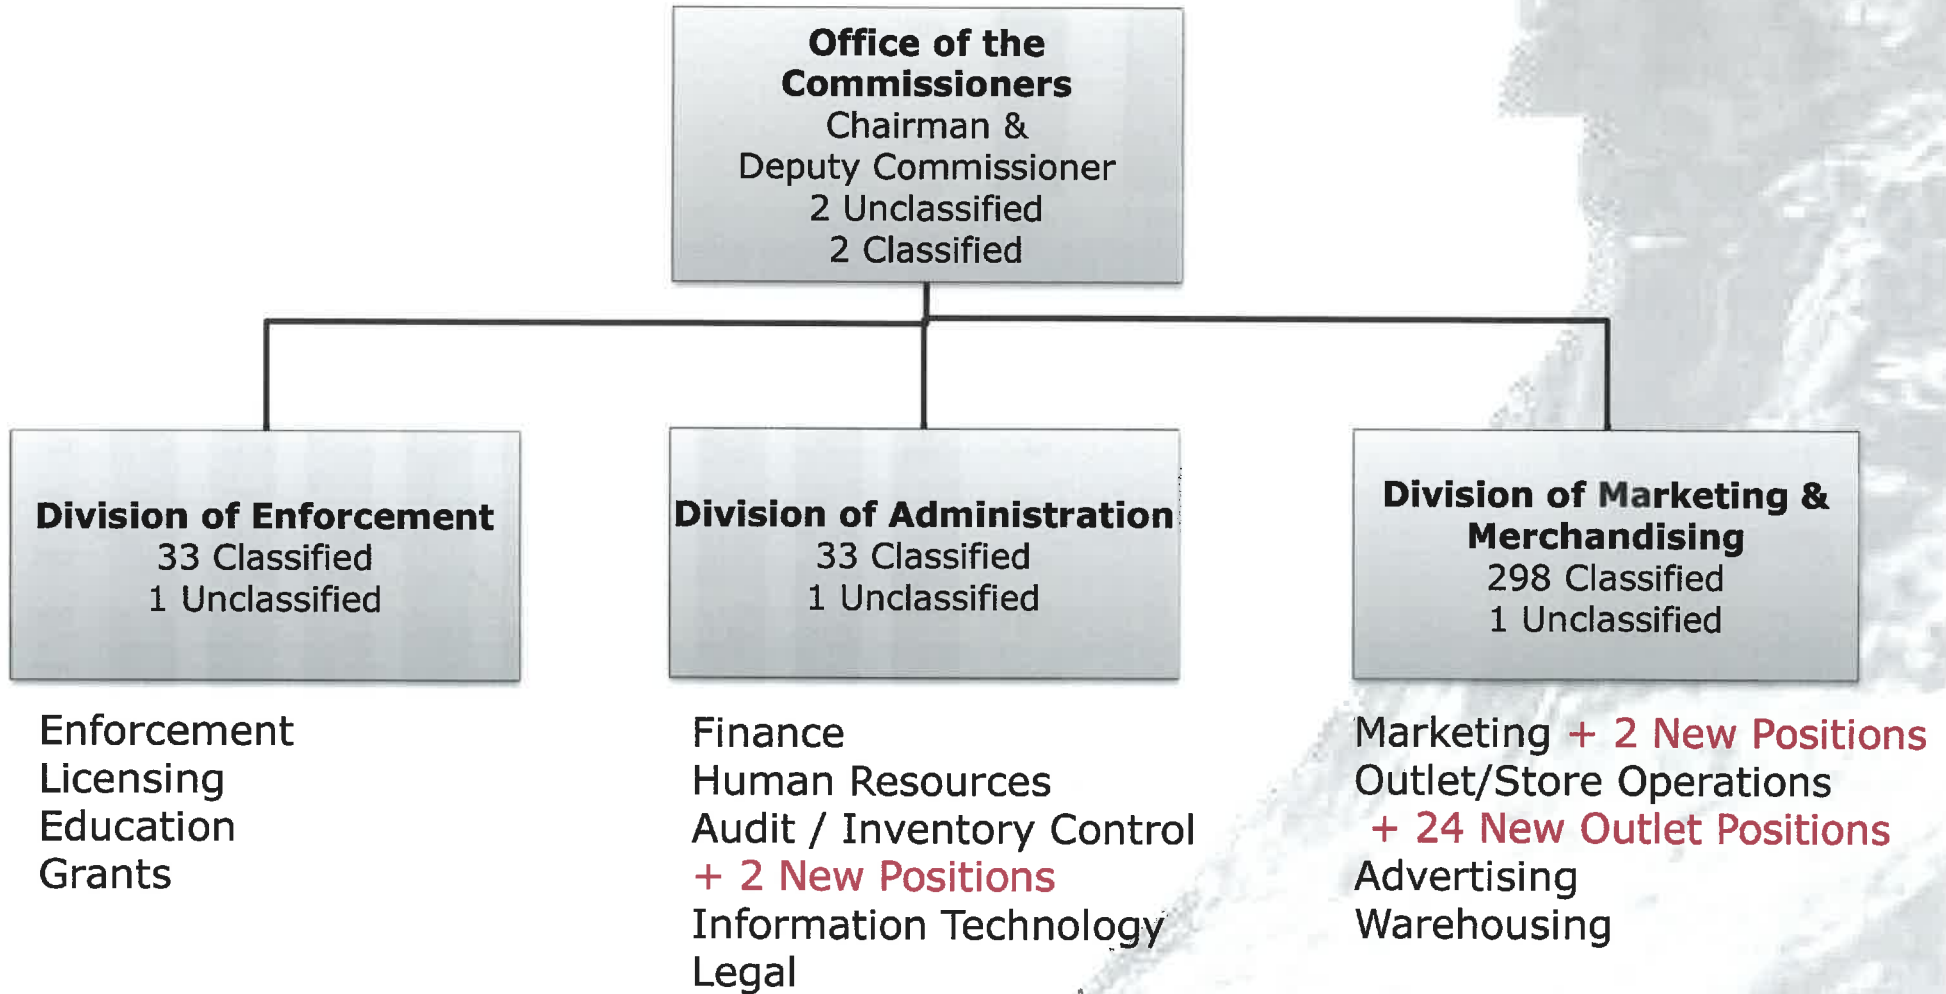 Office of the
Commissioners
Chairman &
Deputy Commissioner
2 Unclassified
2 Classified
Division of Enforcement
33 Classified
1 Unclassified
Division of Administration
33 Classified
1 Unclassified
Division of Marketing &
Merchandising
298 Classified
1 Unclassified
Enforcement
Licensing
Education
Grants
Finance
Human Resources
Audit / Inventory Control
+ 2 New Positions
Information Technology
Legal
Marketing + 2 New Positions
Outlet/Store Operations
+ 24 New Outlet Positions
Advertising
Warehousing